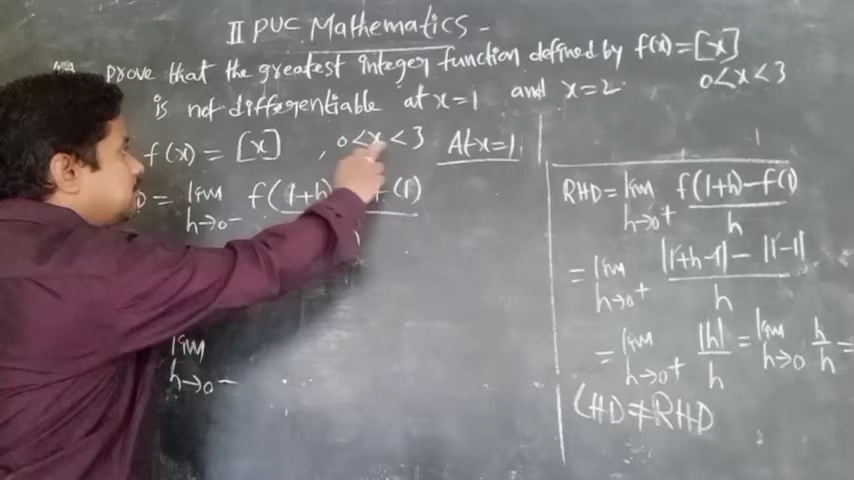 II PUC Mathematics -
Prove that the greatest integer function defined by f(x) = [x]
0<x<3
is not differentiable at x=1 and x=2.
f(x) = [x] , 0<x<3 At x=1
D = lim f(1+h) f(1)
h→0-
lim
h→0-
RHD = lim f(1+h)-f(1)
h→0+ h
= lim |1+h-1| - |1-1|
h→0+ h
= lim |h| = lim h =
h→0+ h h→0 h
LHD ≠ RHD